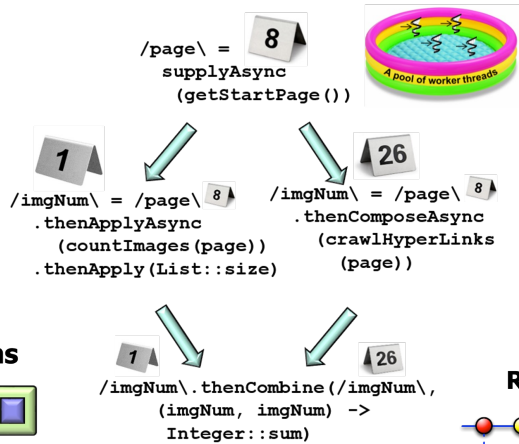 /page\ =
8
supplyAsync
(getStartPage())
A pool of worker threads
1
/imgNum\ = /page\ 8
.thenApplyAsync
(countImages(page))
.thenApply(List::size)
26
/imgNum\ = /page\ 8
.thenComposeAsync
(crawlHyperLinks
(page))
1
26
/imgNum\.thenCombine(/imgNum\,
(imgNum, imgNum) ->
Integer::sum)
ns
R